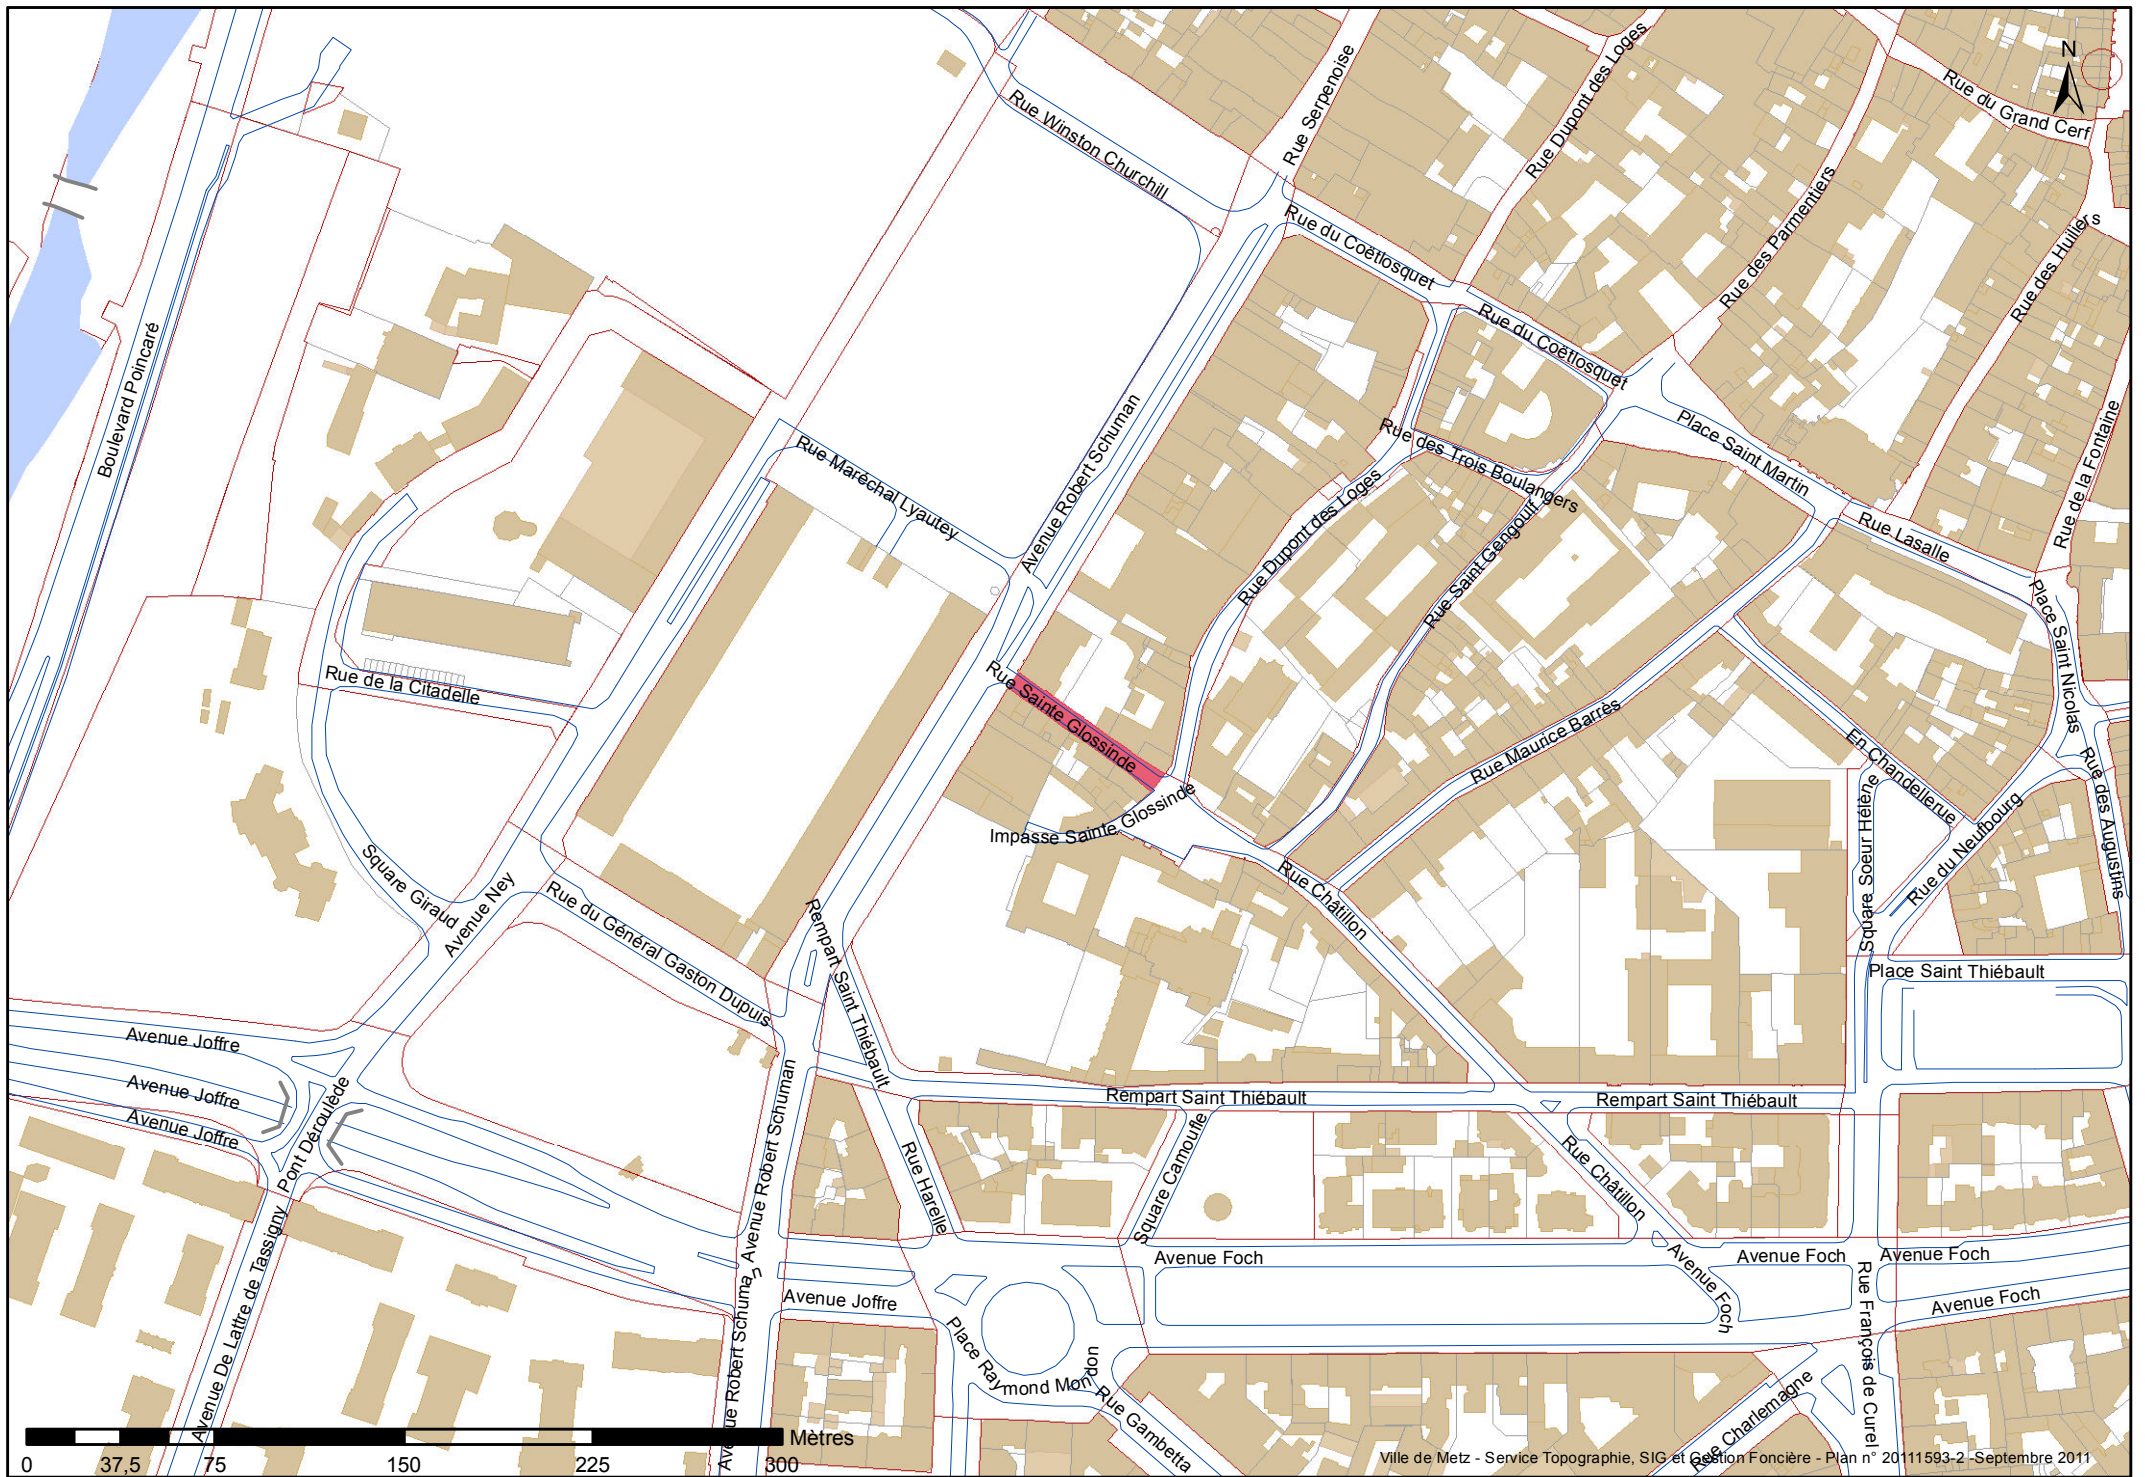 N
Rue du Grand Cerf
Rue Dupont des Loges
Rue Serpenoise
Rue Winston Churchill
Rue des Parmentiers
Rue des Huiliers
Rue du Coëtlosquet
Rue du Coëtlosquet
Boulevard Poincaré
Avenue Robert Schuman
Rue Maréchal Lyautey
Rue des Trois Boulangers
Place Saint Martin
Rue de la Fontaine
Rue Lasalle
Rue Dupont des Loges
Rue Saint Gengoulf
Place Saint Nicolas
Rue de la Citadelle
Rue Sainte Glossinde
Rue Maurice Barrès
En Chandellerue
Rue des Augustins
Impasse Sainte Glossinde
Square Soeur Hélène
Rue du Neufbourg
Square Giraud
Avenue Ney
Rue du Général Gaston Dupuis
Rempart Saint Thiébault
Rue Châtillon
Place Saint Thiébault
Avenue Joffre
Avenue Joffre
Avenue Joffre
Pont Déroulède
Avenue Robert Schuman
Rempart Saint Thiébault
Rempart Saint Thiébault
Rue Harelle
Square Camoufle
Rue Châtillon
Avenue De Lattre de Tassigny
Avenue Foch
Avenue Foch
Avenue Foch
Avenue Foch
Avenue Foch
Avenue Joffre
Avenue Robert Schuman
Place Raymond Mondon
Rue François de Curel
Rue Gambetta
Rue Charlemagne
Mètres
0 37,5 75 150 225 300
Ville de Metz - Service Topographie, SIG et Gestion Foncière - Plan n° 20111593-2 -Septembre 2011